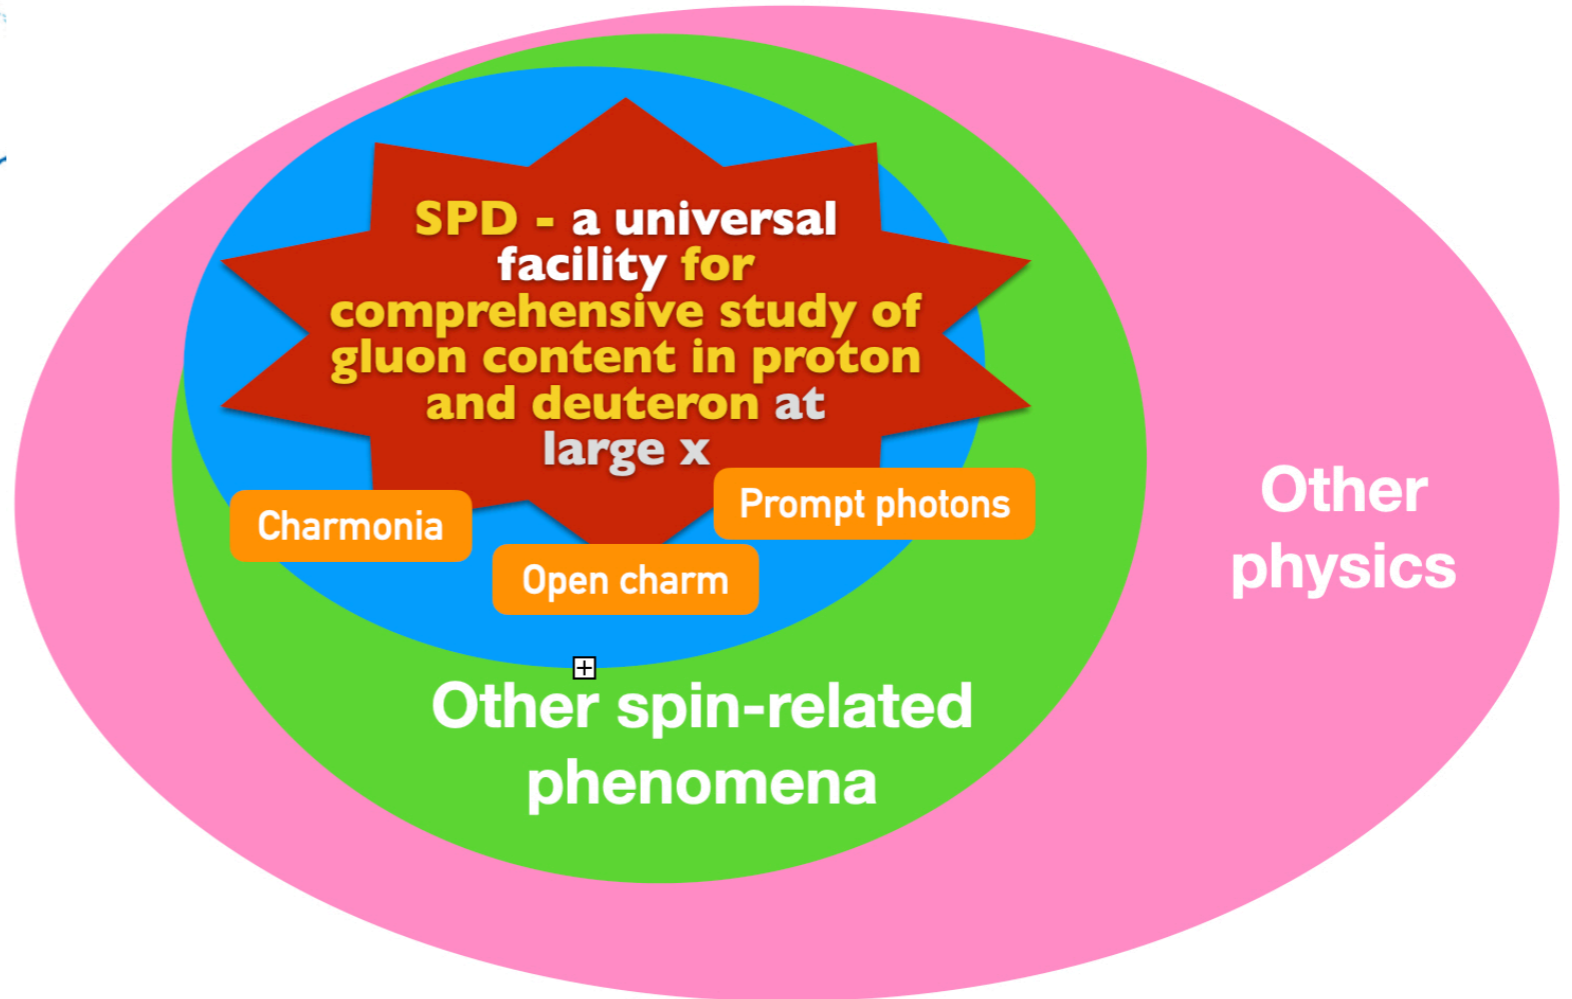 SPD - a universal
facility for
comprehensive study of
gluon content in proton
and deuteron at
large x
Prompt photons
Charmonia
Open charm
Other
physics
Other spin-related
phenomena